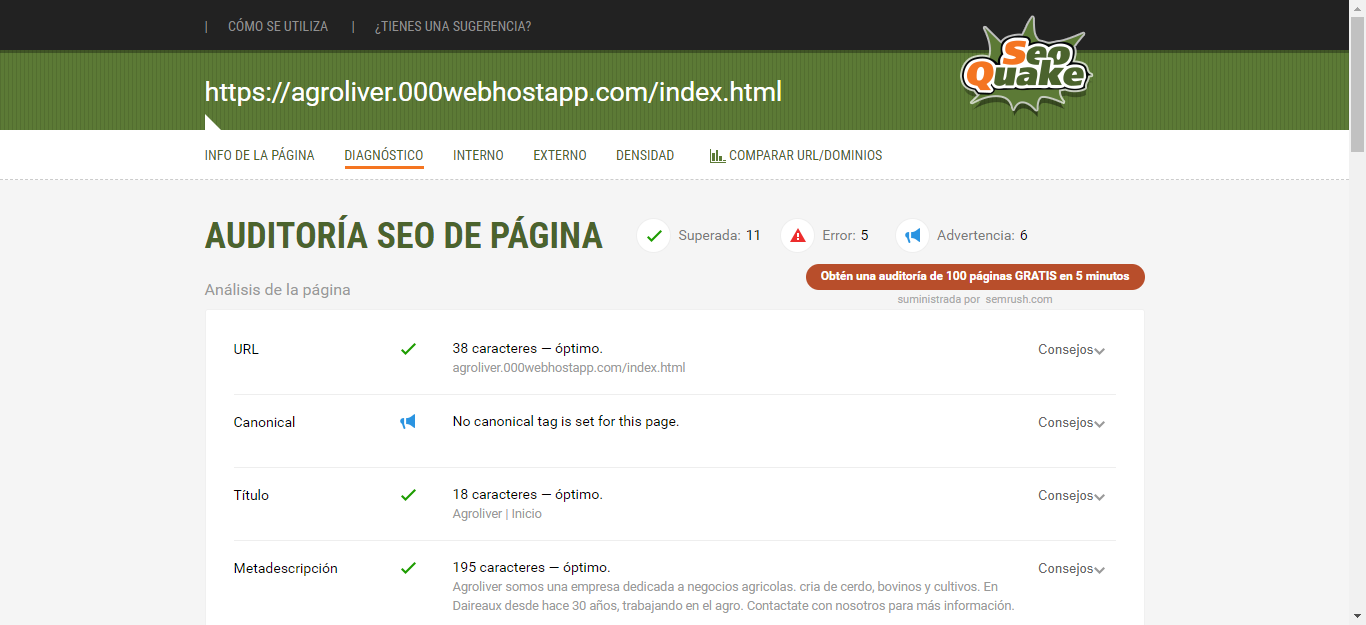 | CÓMO SE UTILIZA | ¿TIENES UNA SUGERENCIA?
Seo
Quake
https://agroliver.000webhostapp.com/index.html
INFO DE LA PÁGINA DIAGNÓSTICO INTERNO EXTERNO DENSIDAD COMPARAR URL/DOMINIOS
AUDITORÍA SEO DE PÁGINA Superada: 11 Error: 5 Advertencia: 6
Obtén una auditoría de 100 páginas GRATIS en 5 minutos
Análisis de la página
suministrada por semrush.com
URL 38 caracteres — óptimo. Consejos
agroliver.000webhostapp.com/index.html
Canonical No canonical tag is set for this page. Consejos
Título 18 caracteres — óptimo. Consejos
Agroliver | Inicio
Metadescripción 195 caracteres — óptimo. Consejos
Agroliver somos una empresa dedicada a negocios agricolas. cria de cerdo, bovinos y cultivos. En
Daireaux desde hace 30 años, trabajando en el agro. Contactate con nosotros para más información.